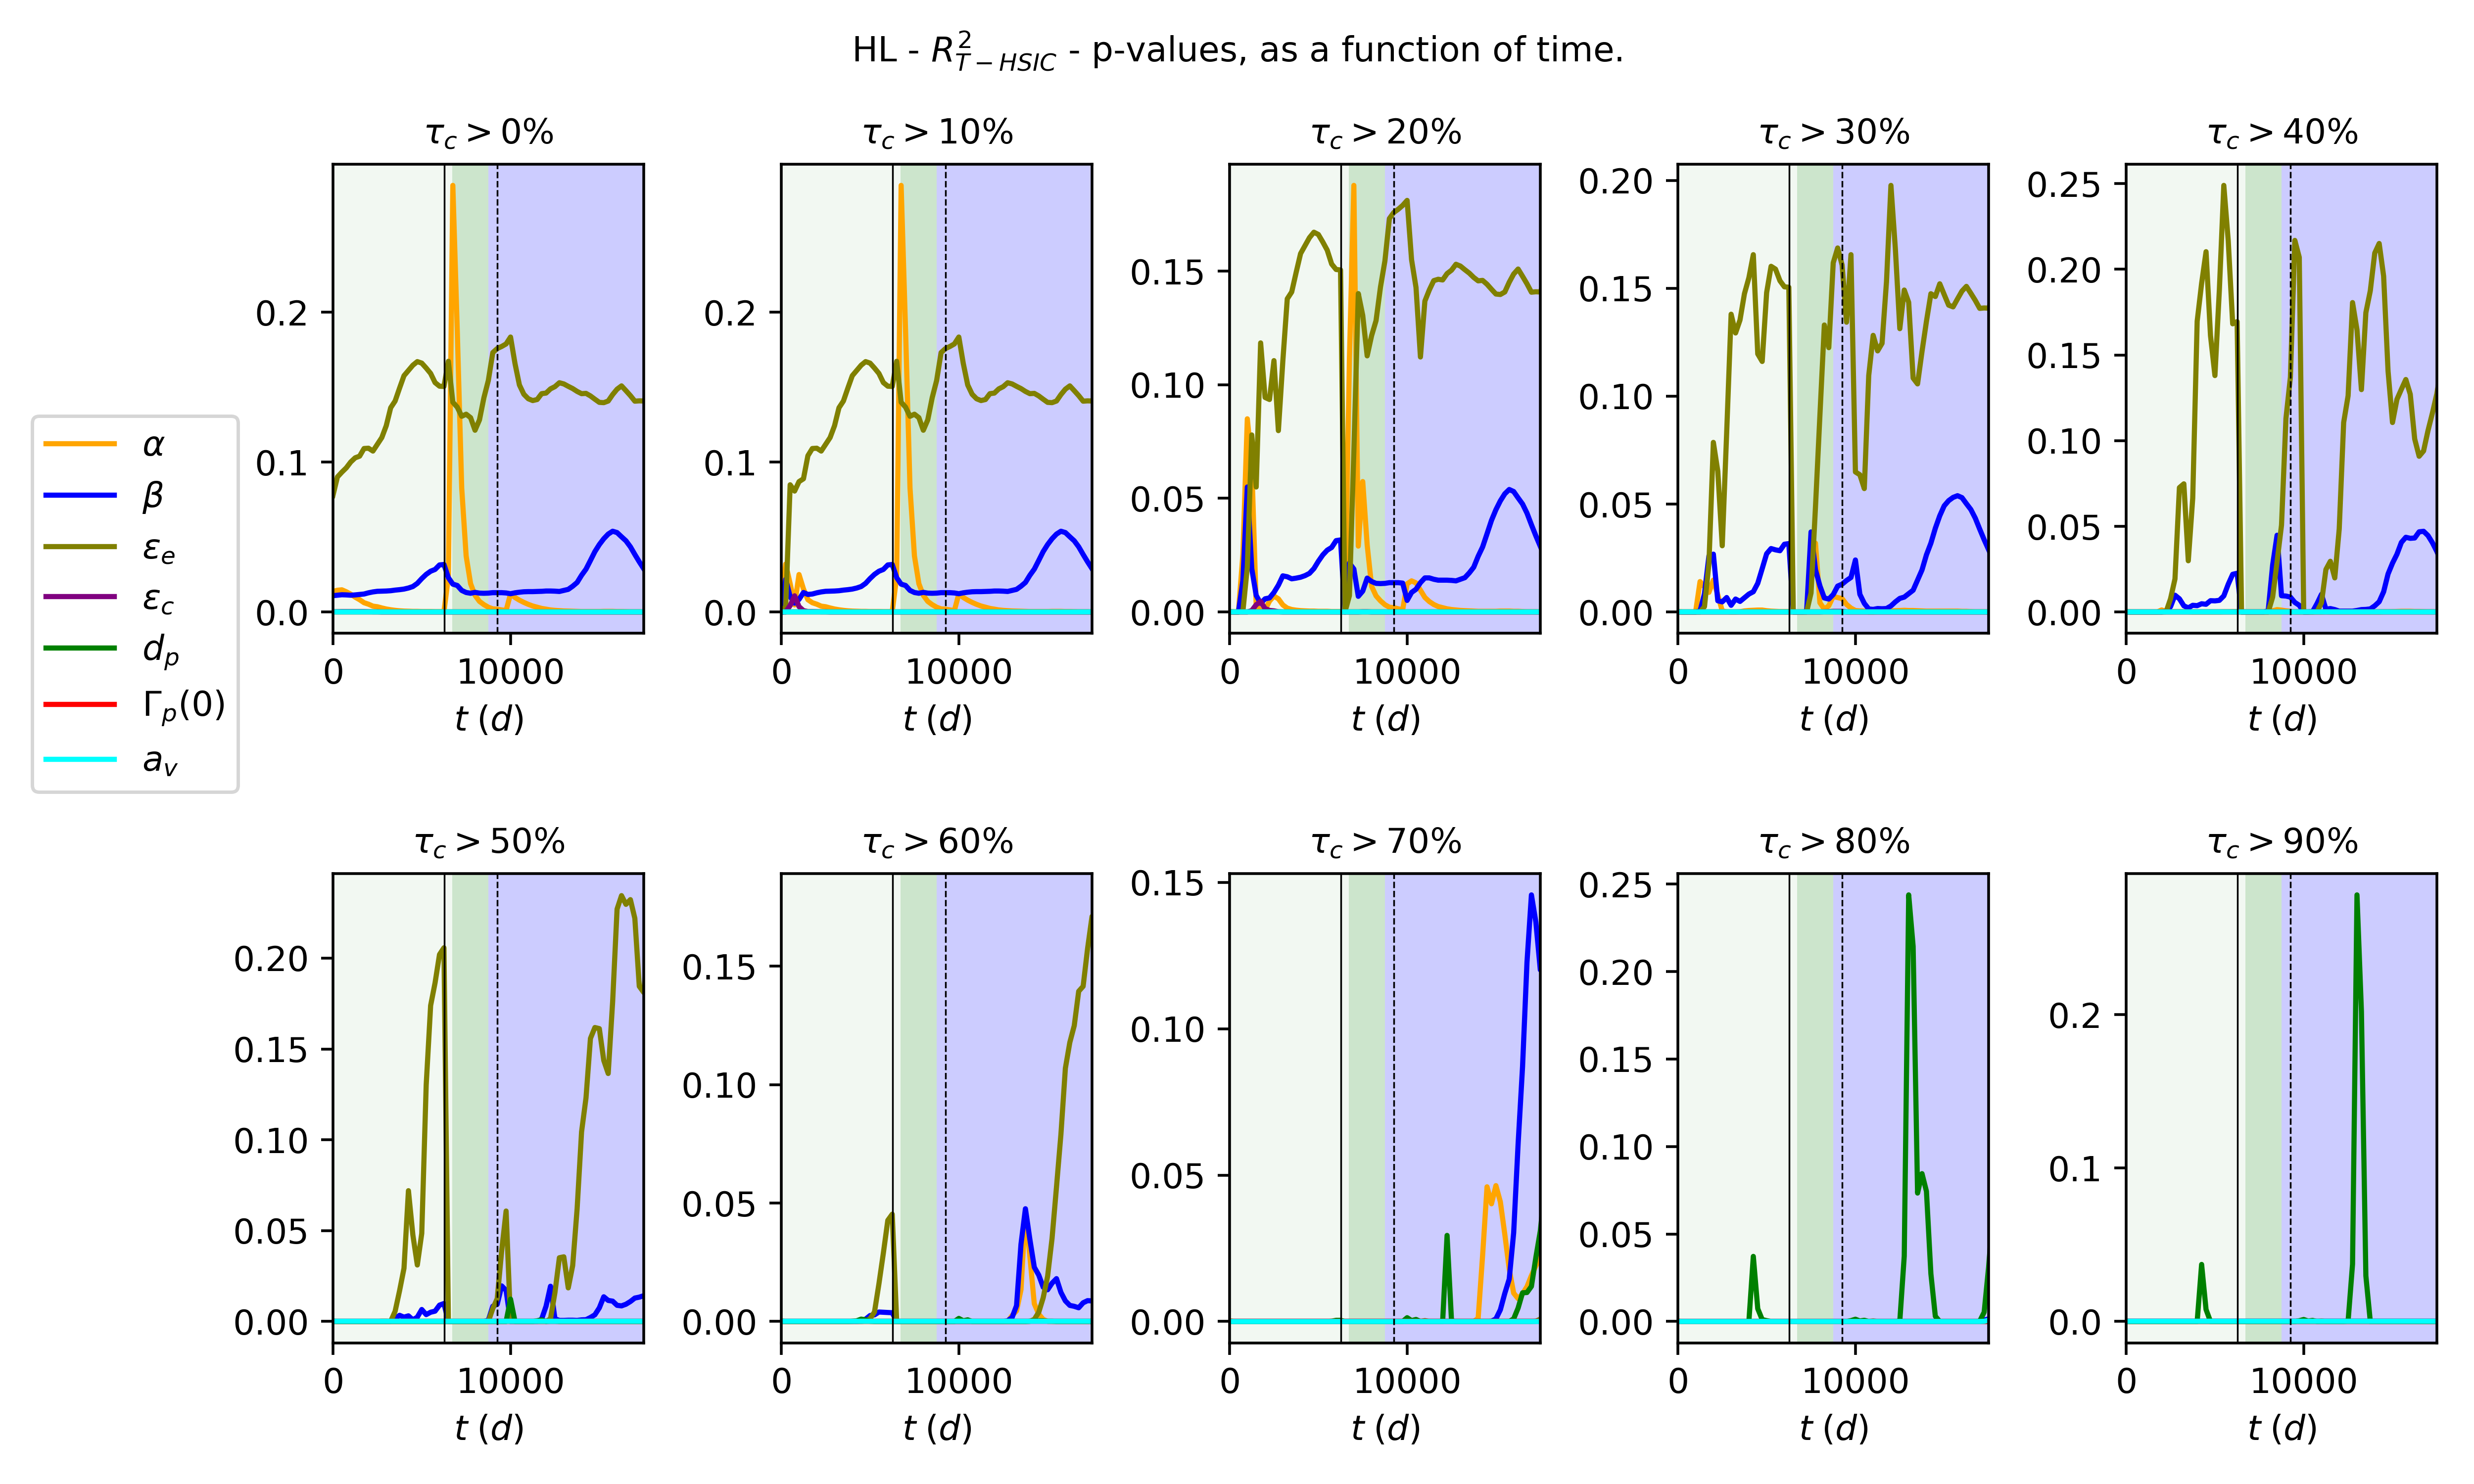 HL - R²_{T−HSIC} - p-values, as a function of time.
τ_c > 0%
τ_c > 10%
τ_c > 20%
τ_c > 30%
τ_c > 40%
0.2
0.1
0.0
0
10000
t (d)
0.2
0.1
0.0
0
10000
t (d)
0.15
0.10
0.05
0.00
0
10000
t (d)
0.20
0.15
0.10
0.05
0.00
0
10000
t (d)
0.25
0.20
0.15
0.10
0.05
0.00
0
10000
t (d)
α
β
ε_e
ε_c
d_p
Γ_p(0)
a_v
τ_c > 50%
τ_c > 60%
τ_c > 70%
τ_c > 80%
τ_c > 90%
0.20
0.15
0.10
0.05
0.00
0
10000
t (d)
0.15
0.10
0.05
0.00
0
10000
t (d)
0.15
0.10
0.05
0.00
0
10000
t (d)
0.25
0.20
0.15
0.10
0.05
0.00
0
10000
t (d)
0.2
0.1
0.0
0
10000
t (d)